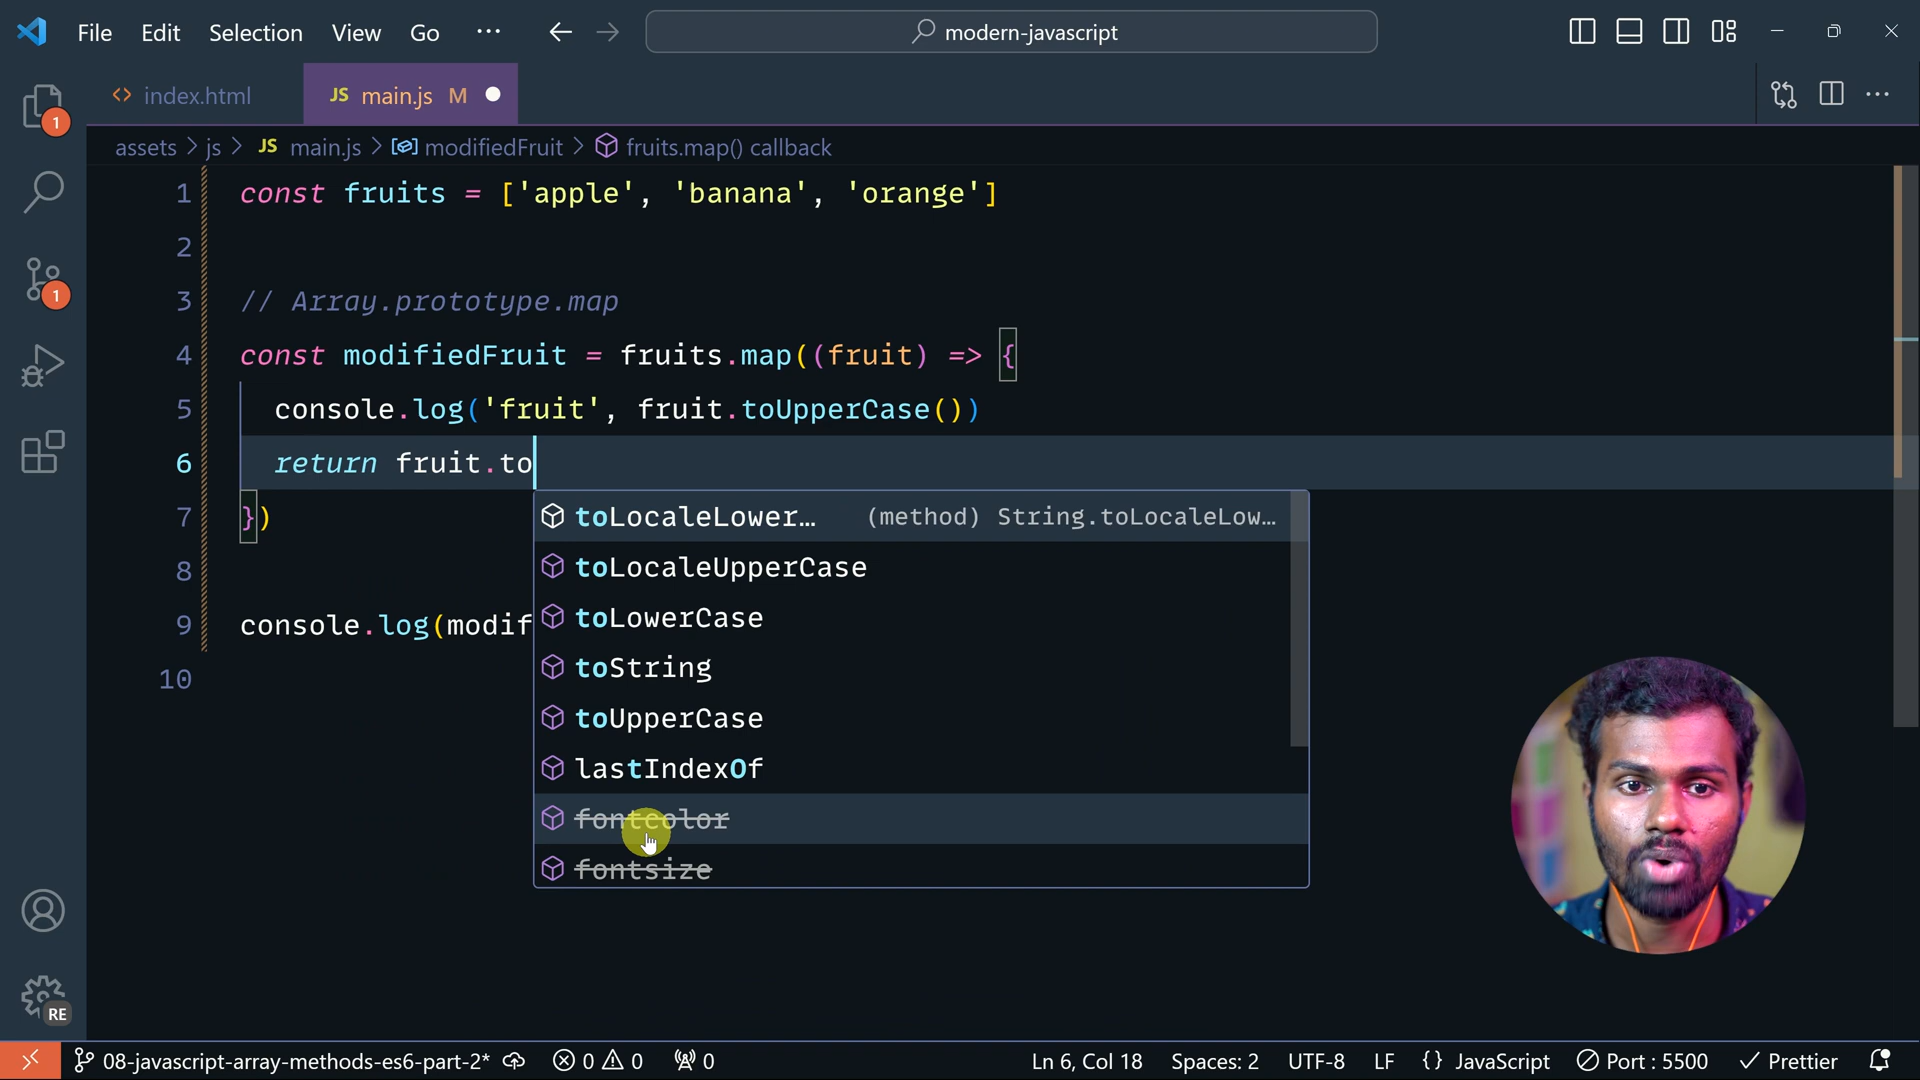 File Edit Selection View Go ··· modern-javascript
index.html JS main.js M
assets > js > JS main.js > modifiedFruit > fruits.map() callback
1 const fruits = ['apple', 'banana', 'orange']
2
3 // Array.prototype.map
4 const modifiedFruit = fruits.map((fruit) => {
5 console.log('fruit', fruit.toUpperCase())
6 return fruit.to
7 })
8
9 console.log(modif
10
toLocaleLower… (method) String.toLocaleLow…
toLocaleUpperCase
toLowerCase
toString
toUpperCase
lastIndexOf
fontcolor
fontsize
1
1
RE
08-javascript-array-methods-es6-part-2* 0 0 0 Ln 6, Col 18 Spaces: 2 UTF-8 LF {} JavaScript Port : 5500 Prettier